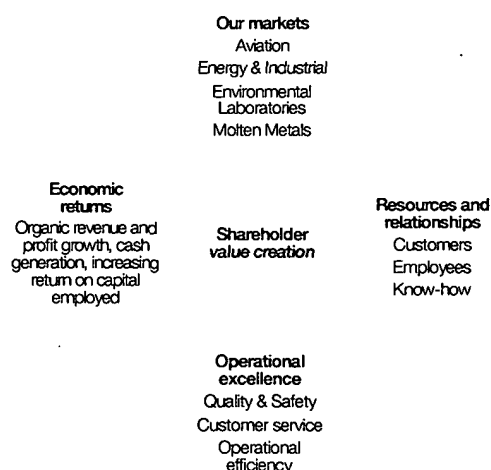 Our markets
Aviation
Energy & Industrial
Environmental
Laboratories
Molten Metals
Economic
returns
Organic revenue and
profit growth, cash
generation, increasing
return on capital
employed
Shareholder
value creation
Resources and
relationships
Customers
Employees
Know-how
Operational
excellence
Quality & Safety
Customer service
Operational
efficiency